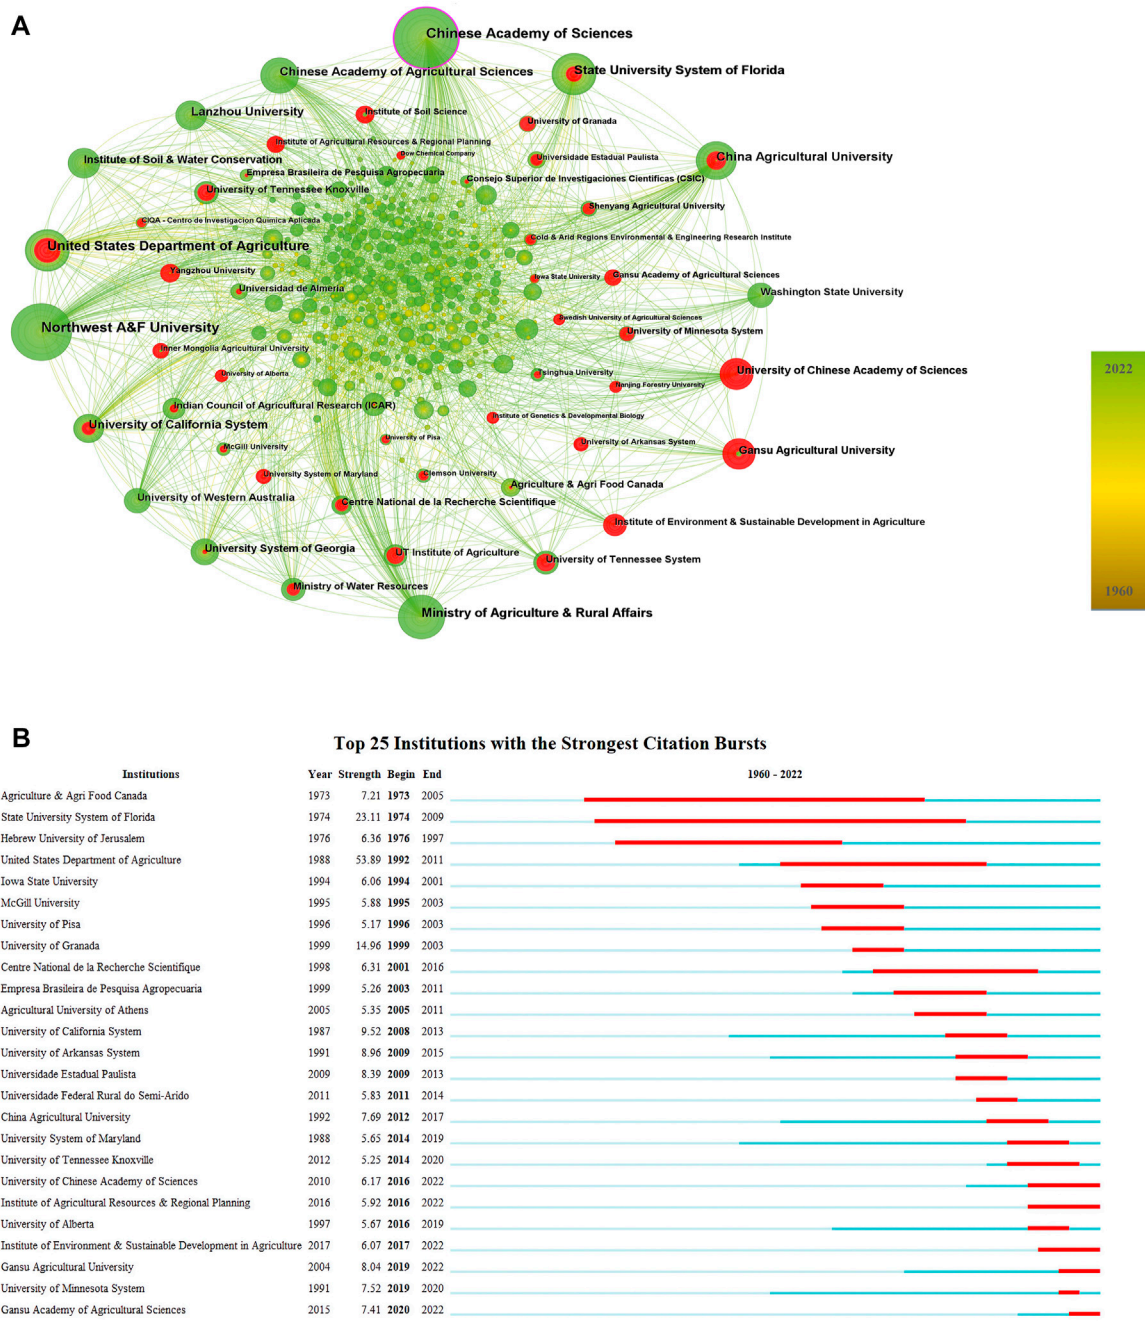 A
Chinese Academy of Sciences
Chinese Academy of Agricultural Sciences
State University System of Florida
Lanzhou University
Institute of Soil Science
University of Granada
Institute of Agricultural Resources & Regional Planning
Dow Chemical Company
Universidade Estadual Paulista
China Agricultural University
Institute of Soil & Water Conservation
Empresa Brasileira de Pesquisa Agropecuaria
Consejo Superior de Investigaciones Cientificas (CSIC)
University of Tennessee Knoxville
Shenyang Agricultural University
CIQA - Centro de Investigacion Quimica Aplicada
Cold & Arid Regions Environmental & Engineering Research Institute
United States Department of Agriculture
Yangzhou University
Iowa State University
Gansu Academy of Agricultural Sciences
Universidad de Almeria
Washington State University
Northwest A&F University
Swedish University of Agricultural Sciences
University of Minnesota System
Inner Mongolia Agricultural University
University of Alberta
Tsinghua University
University of Chinese Academy of Sciences
2022
Nanjing Forestry University
Indian Council of Agricultural Research (ICAR)
Institute of Genetics & Developmental Biology
University of California System
University of Pisa
University of Arkansas System
McGill University
Gansu Agricultural University
University System of Maryland
Clemson University
Agriculture & Agri Food Canada
University of Western Australia
Centre National de la Recherche Scientifique
Institute of Environment & Sustainable Development in Agriculture
University System of Georgia
UT Institute of Agriculture
University of Tennessee System
Ministry of Water Resources
1960
Ministry of Agriculture & Rural Affairs
B
Top 25 Institutions with the Strongest Citation Bursts
Institutions Year Strength Begin End 1960 - 2022
Agriculture & Agri Food Canada 1973 7.21 1973 2005
State University System of Florida 1974 23.11 1974 2009
Hebrew University of Jerusalem 1976 6.36 1976 1997
United States Department of Agriculture 1988 53.89 1992 2011
Iowa State University 1994 6.06 1994 2001
McGill University 1995 5.88 1995 2003
University of Pisa 1996 5.17 1996 2003
University of Granada 1999 14.96 1999 2003
Centre National de la Recherche Scientifique 1998 6.31 2001 2016
Empresa Brasileira de Pesquisa Agropecuaria 1999 5.26 2003 2011
Agricultural University of Athens 2005 5.35 2005 2011
University of California System 1987 9.52 2008 2013
University of Arkansas System 1991 8.96 2009 2015
Universidade Estadual Paulista 2009 8.39 2009 2013
Universidade Federal Rural do Semi-Arido 2011 5.83 2011 2014
China Agricultural University 1992 7.69 2012 2017
University System of Maryland 1988 5.65 2014 2019
University of Tennessee Knoxville 2012 5.25 2014 2020
University of Chinese Academy of Sciences 2010 6.17 2016 2022
Institute of Agricultural Resources & Regional Planning 2016 5.92 2016 2022
University of Alberta 1997 5.67 2016 2019
Institute of Environment & Sustainable Development in Agriculture 2017 6.07 2017 2022
Gansu Agricultural University 2004 8.04 2019 2022
University of Minnesota System 1991 7.52 2019 2020
Gansu Academy of Agricultural Sciences 2015 7.41 2020 2022